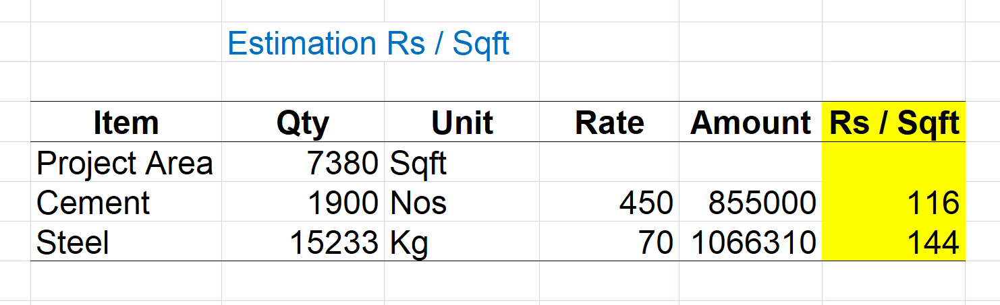 Estimation Rs / Sqft
Item Qty Unit Rate Amount Rs / Sqft
Project Area 7380 Sqft
Cement 1900 Nos 450 855000 116
Steel 15233 Kg 70 1066310 144